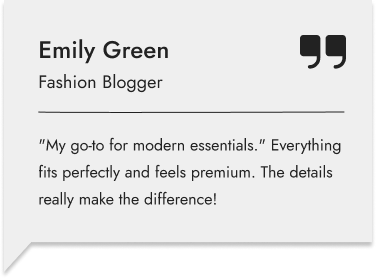 Emily Green
Fashion Blogger
"My go-to for modern essentials." Everything
fits perfectly and feels premium. The details
really make the difference!